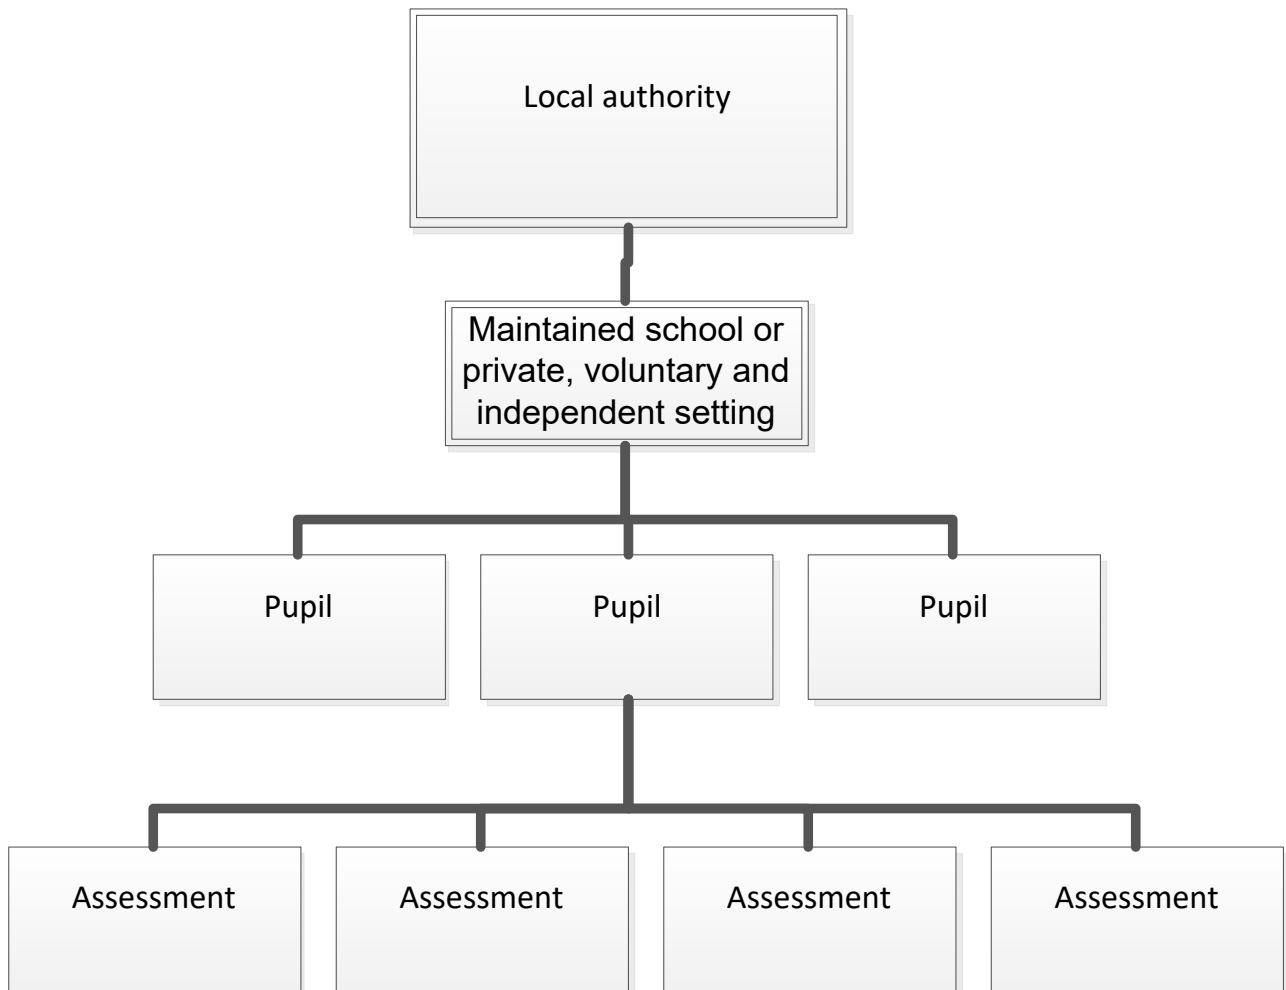 Local authority
Maintained school or
private, voluntary and
independent setting
Pupil
Pupil
Pupil
Assessment
Assessment
Assessment
Assessment